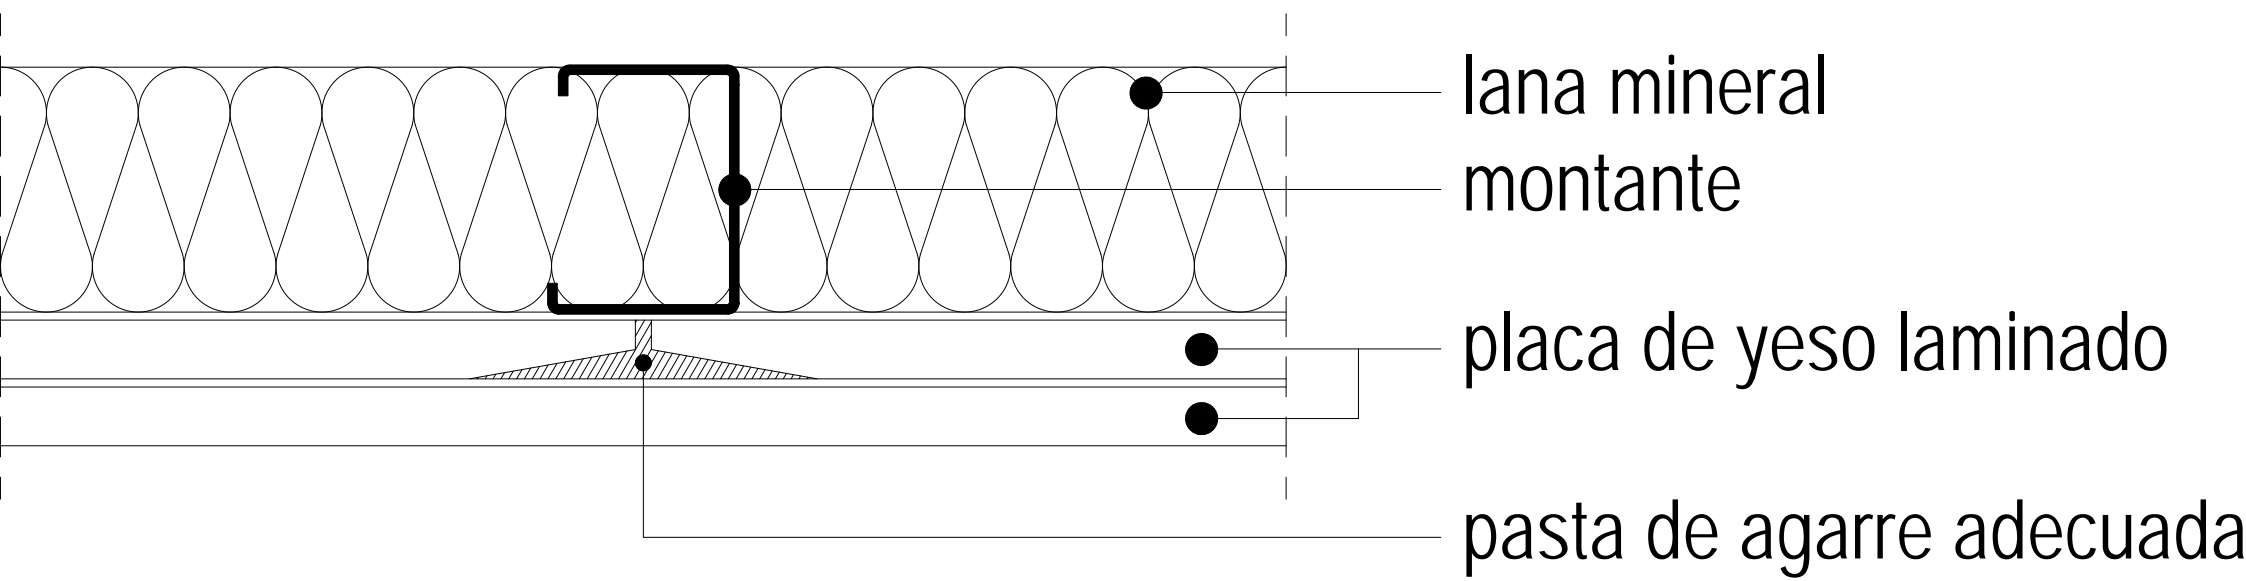 lana mineral
montante
placa de yeso laminado
pasta de agarre adecuada